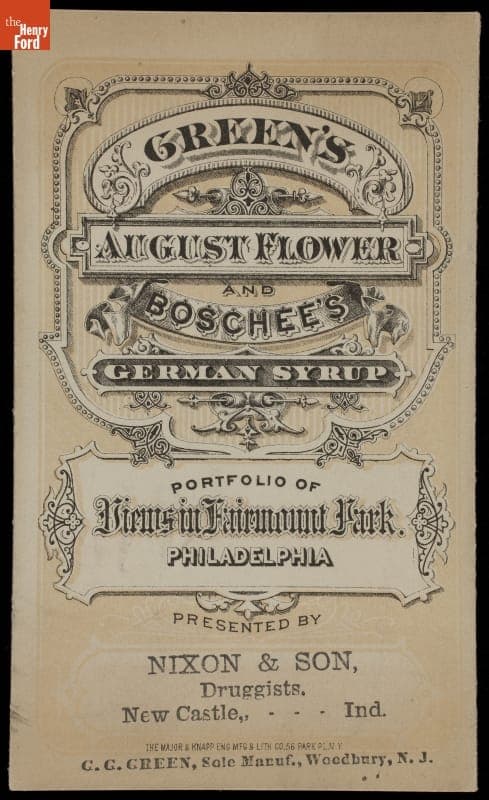 the
Henry
Ford
GREEN'S
AUGUST FLOWER
AND
BOSCHEE'S
GERMAN SYRUP
PORTFOLIO OF
Views in Fairmount Park.
PHILADELPHIA
PRESENTED BY
NIXON & SON,
Druggists.
New Castle,, - - - Ind.
THE MAJOR & KNAPP ENG MFG & LITH CO. 56 PARK PL. N.Y.
G. G. GREEN, Sole Manuf., Woodbury, N. J.